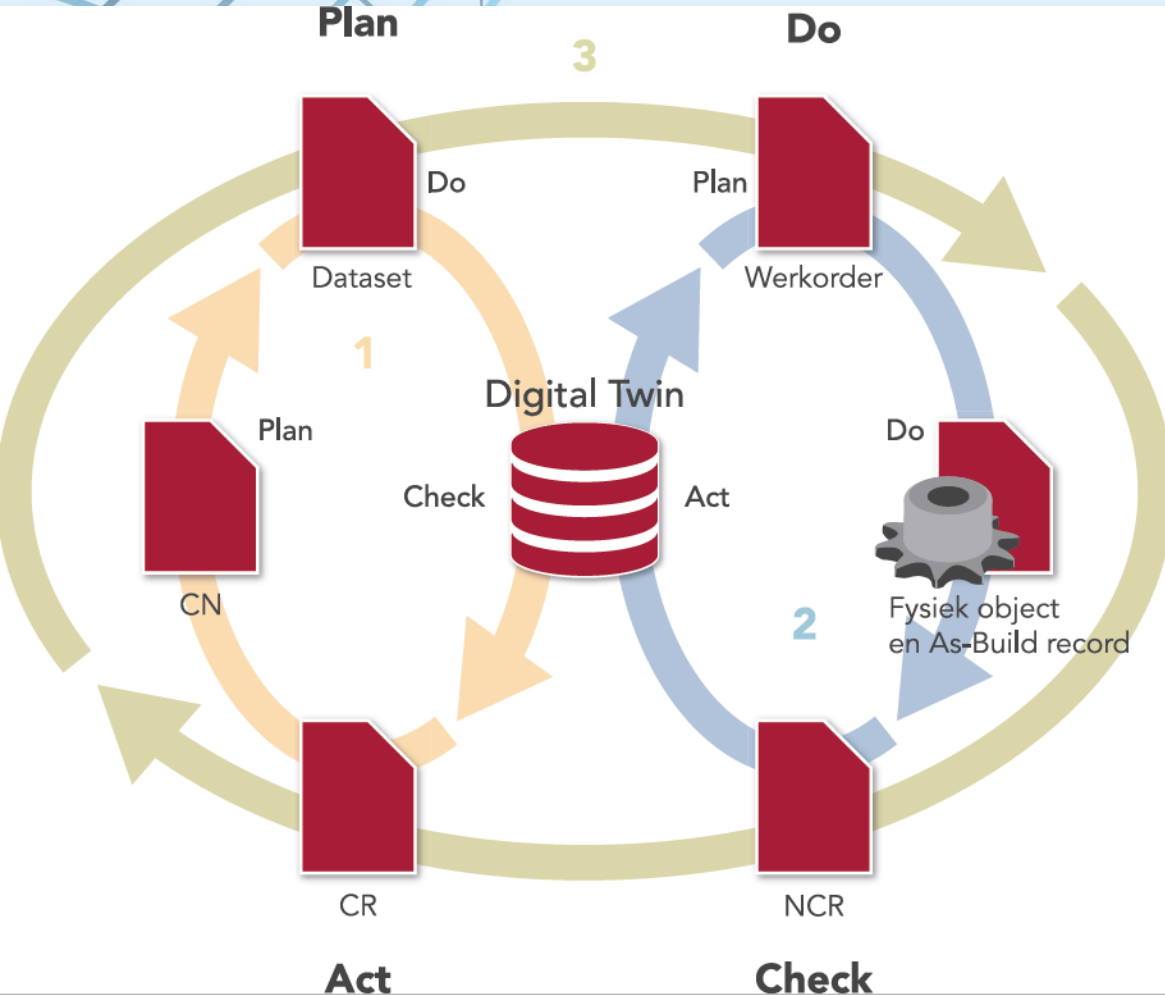 Plan
Do
3
Do
Plan
Dataset
Werkorder
1
Digital Twin
Plan
Do
Check
Act
CN
Fysiek object
en As-Build record
2
CR
NCR
Act
Check